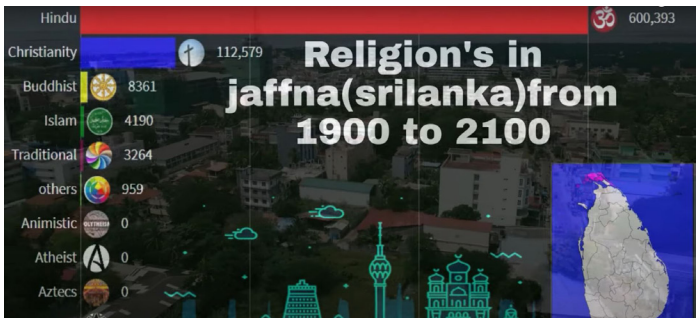 Hindu 600,393
Christianity 112,579
Religion's in
jaffna(srilanka)from
1900 to 2100
Buddhist 8361
Islam 4190
Traditional 3264
others 959
Animistic 0
Atheist 0
Aztecs 0